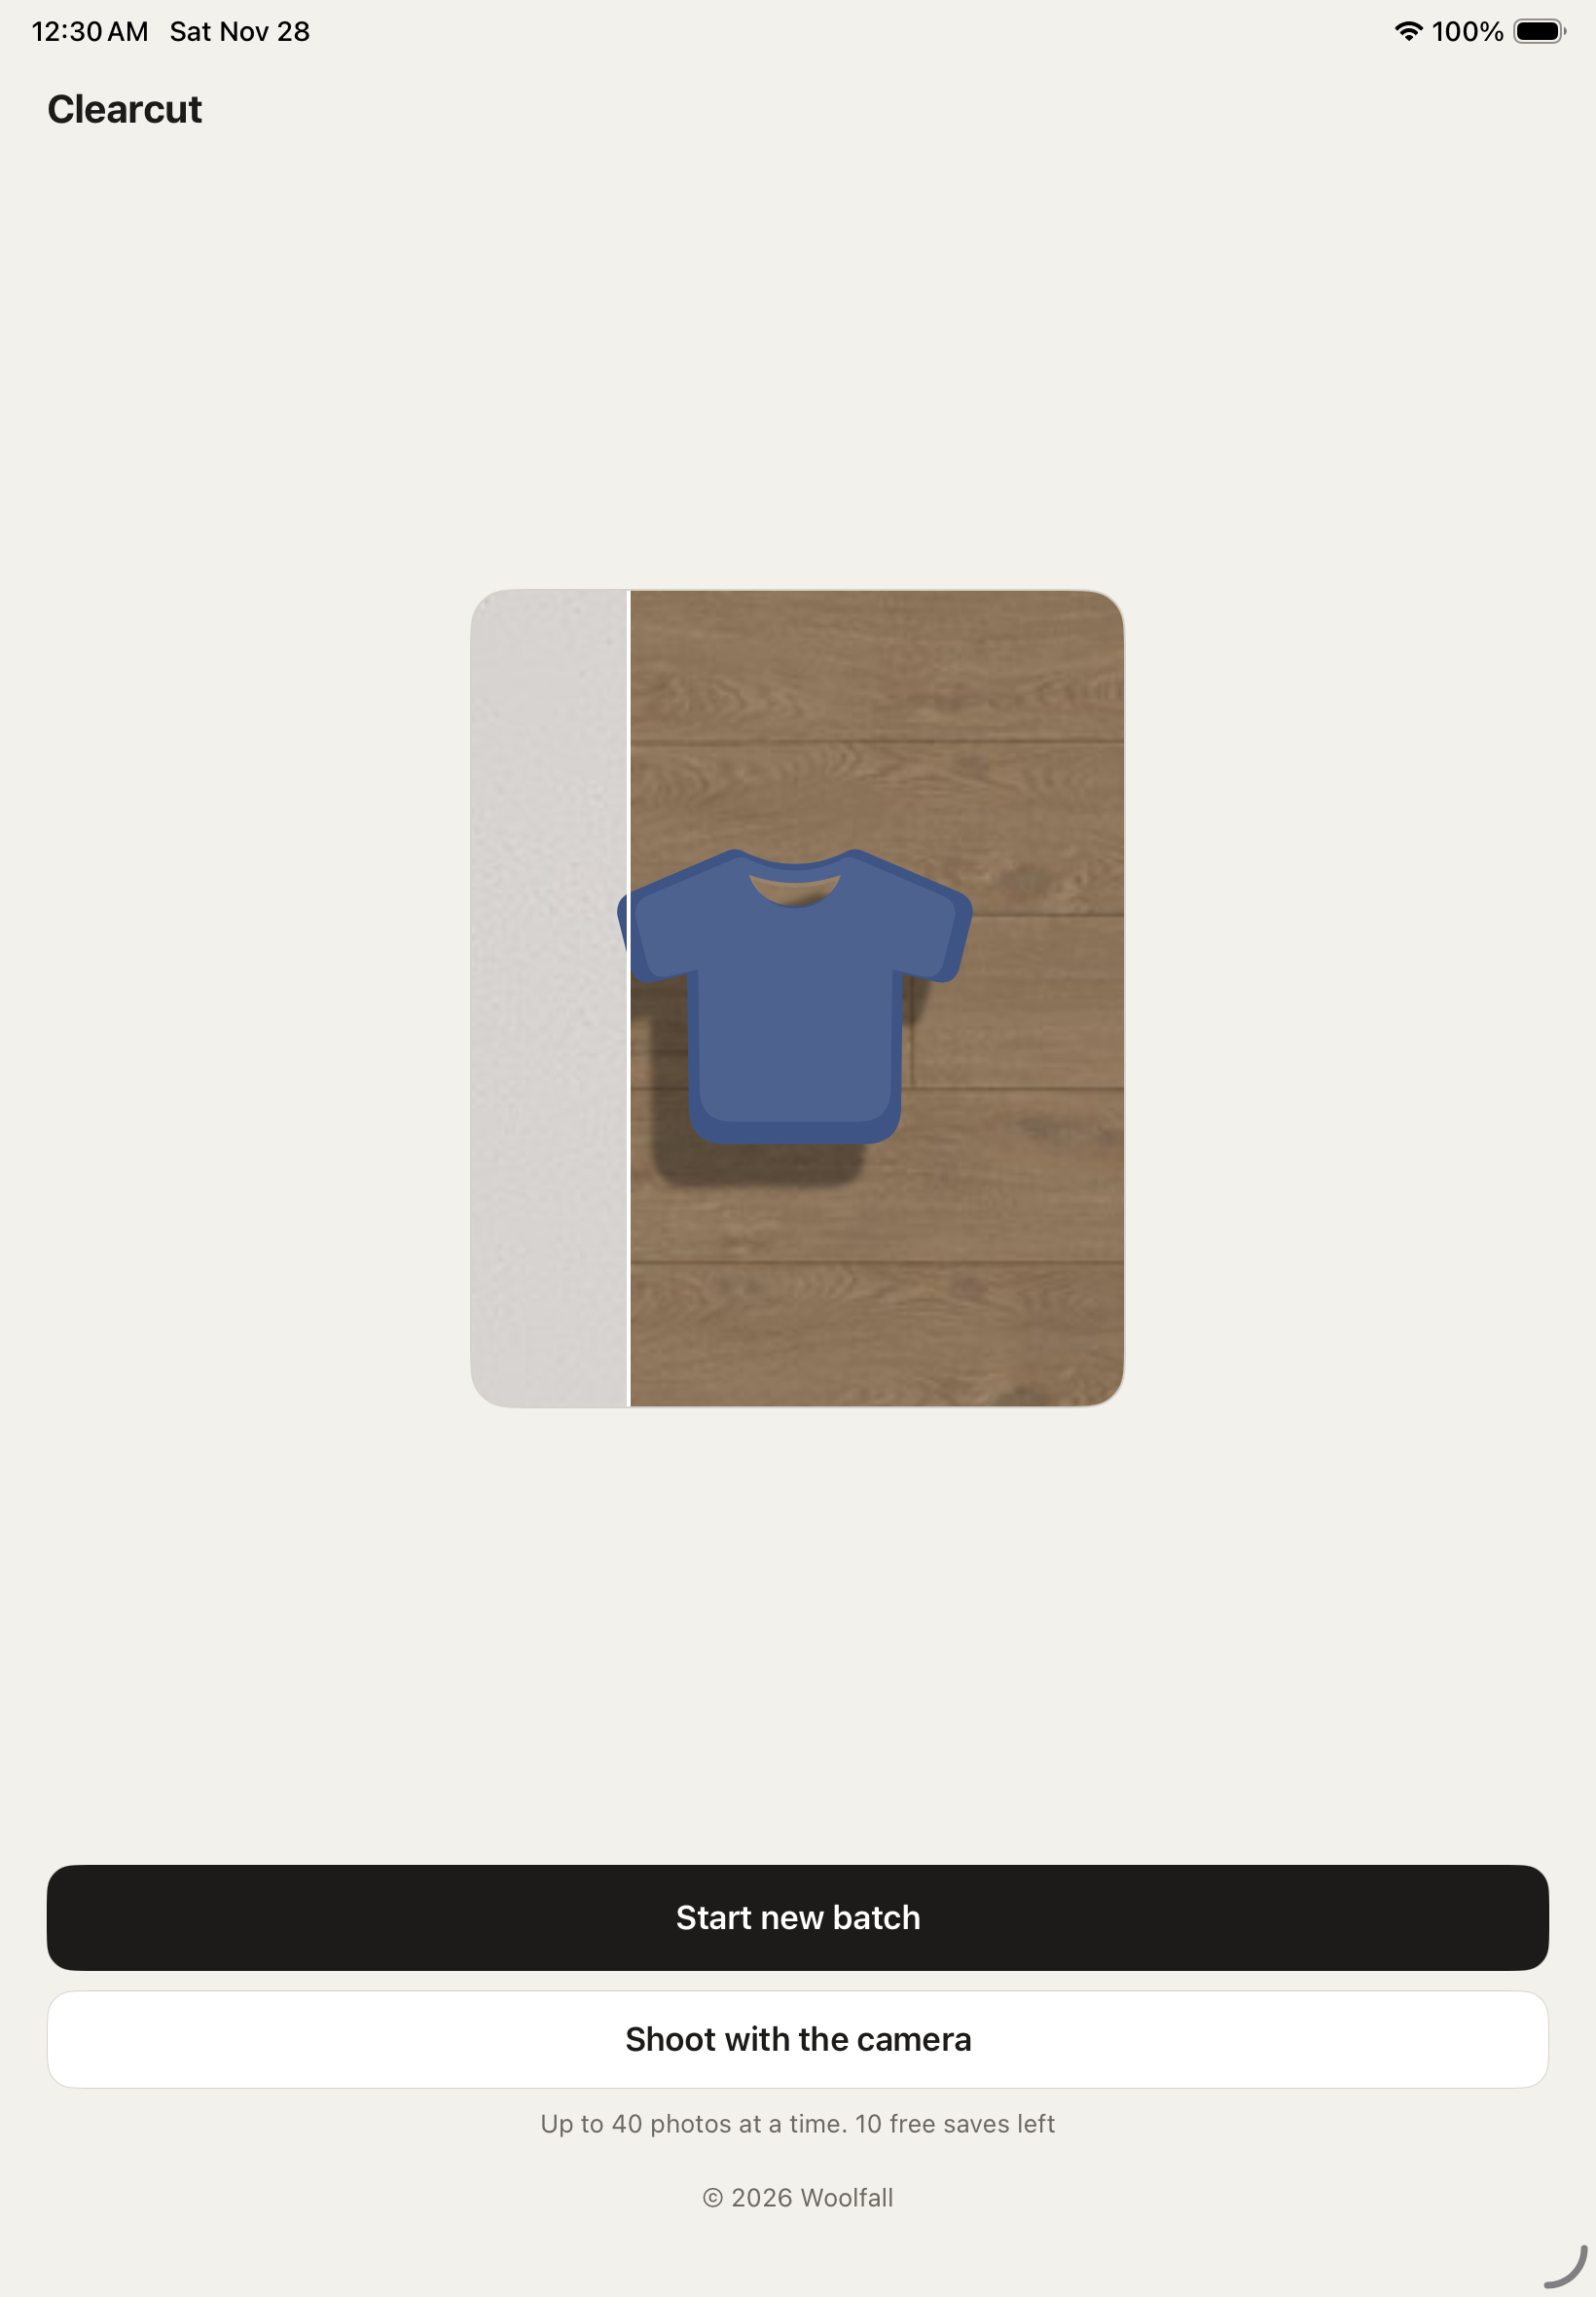 12:30 AM Sat Nov 28 100%
Clearcut
Start new batch
Shoot with the camera
Up to 40 photos at a time. 10 free saves left
© 2026 Woolfall